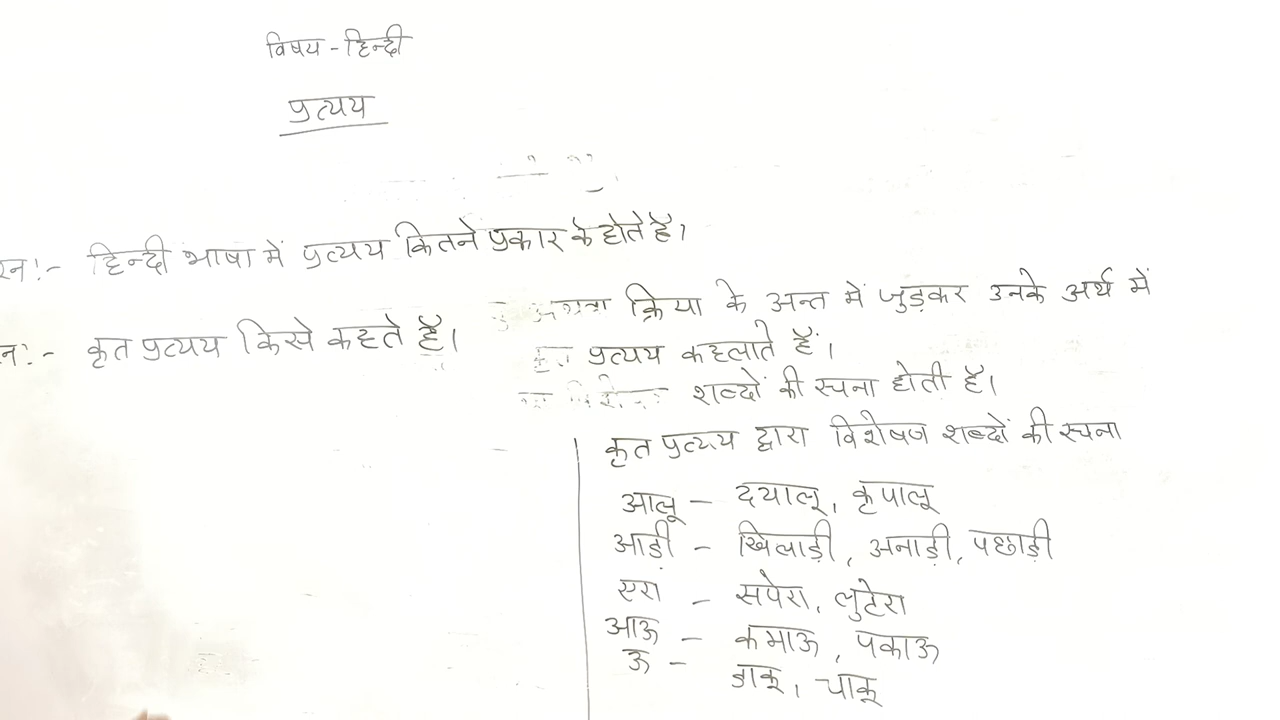 विषय - हिन्दी
प्रत्यय
हिन्दी भाषा में प्रत्यय कितने प्रकार के होते हैं।
कृत प्रत्यय किसे कहते हैं।
क्रिया के अन्त में जुड़कर उनके अर्थ में
प्रत्यय कहलाते हैं।
शब्दों की रचना होती है।
कृत प्रत्यय द्वारा विशेषण शब्दों की रचना
आलू - दयालू, कृपालू
आड़ी - खिलाड़ी, अनाड़ी, पछाड़ी
एरा - सपेरा, लुटेरा
आऊ - कमाऊ, पकाऊ
ऊ - डाकू, चाकू